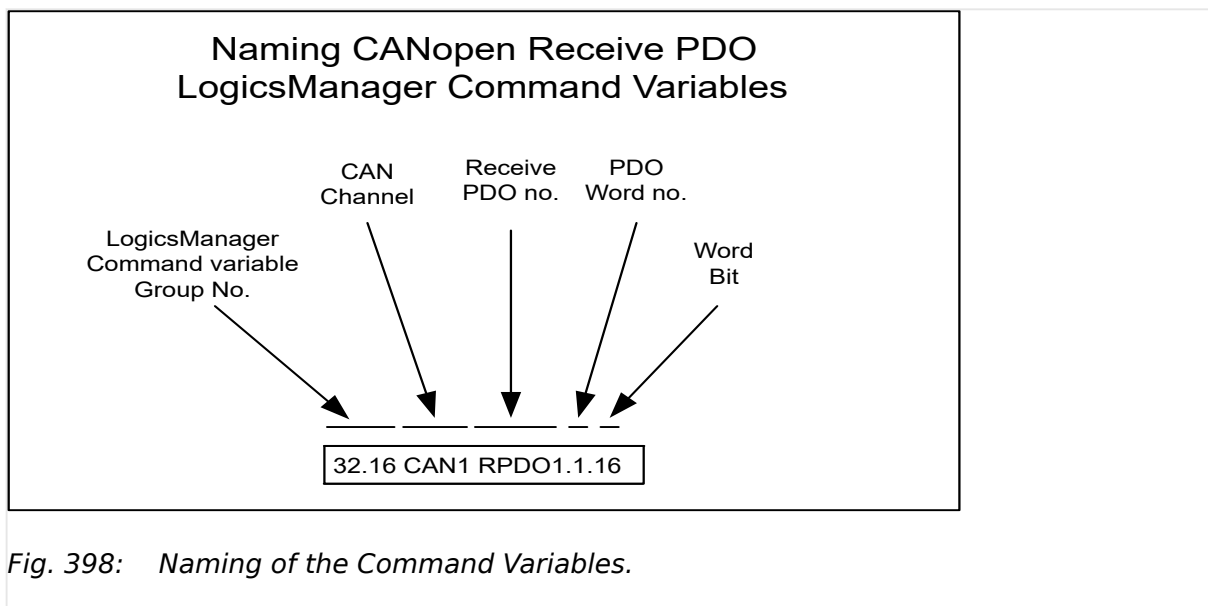 Naming CANopen Receive PDO
LogicsManager Command Variables
CAN
Channel
Receive
PDO no.
PDO
Word no.
LogicsManager
Command variable
Group No.
Word
Bit
32.16 CAN1 RPDO1.1.16
Fig. 398: Naming of the Command Variables.